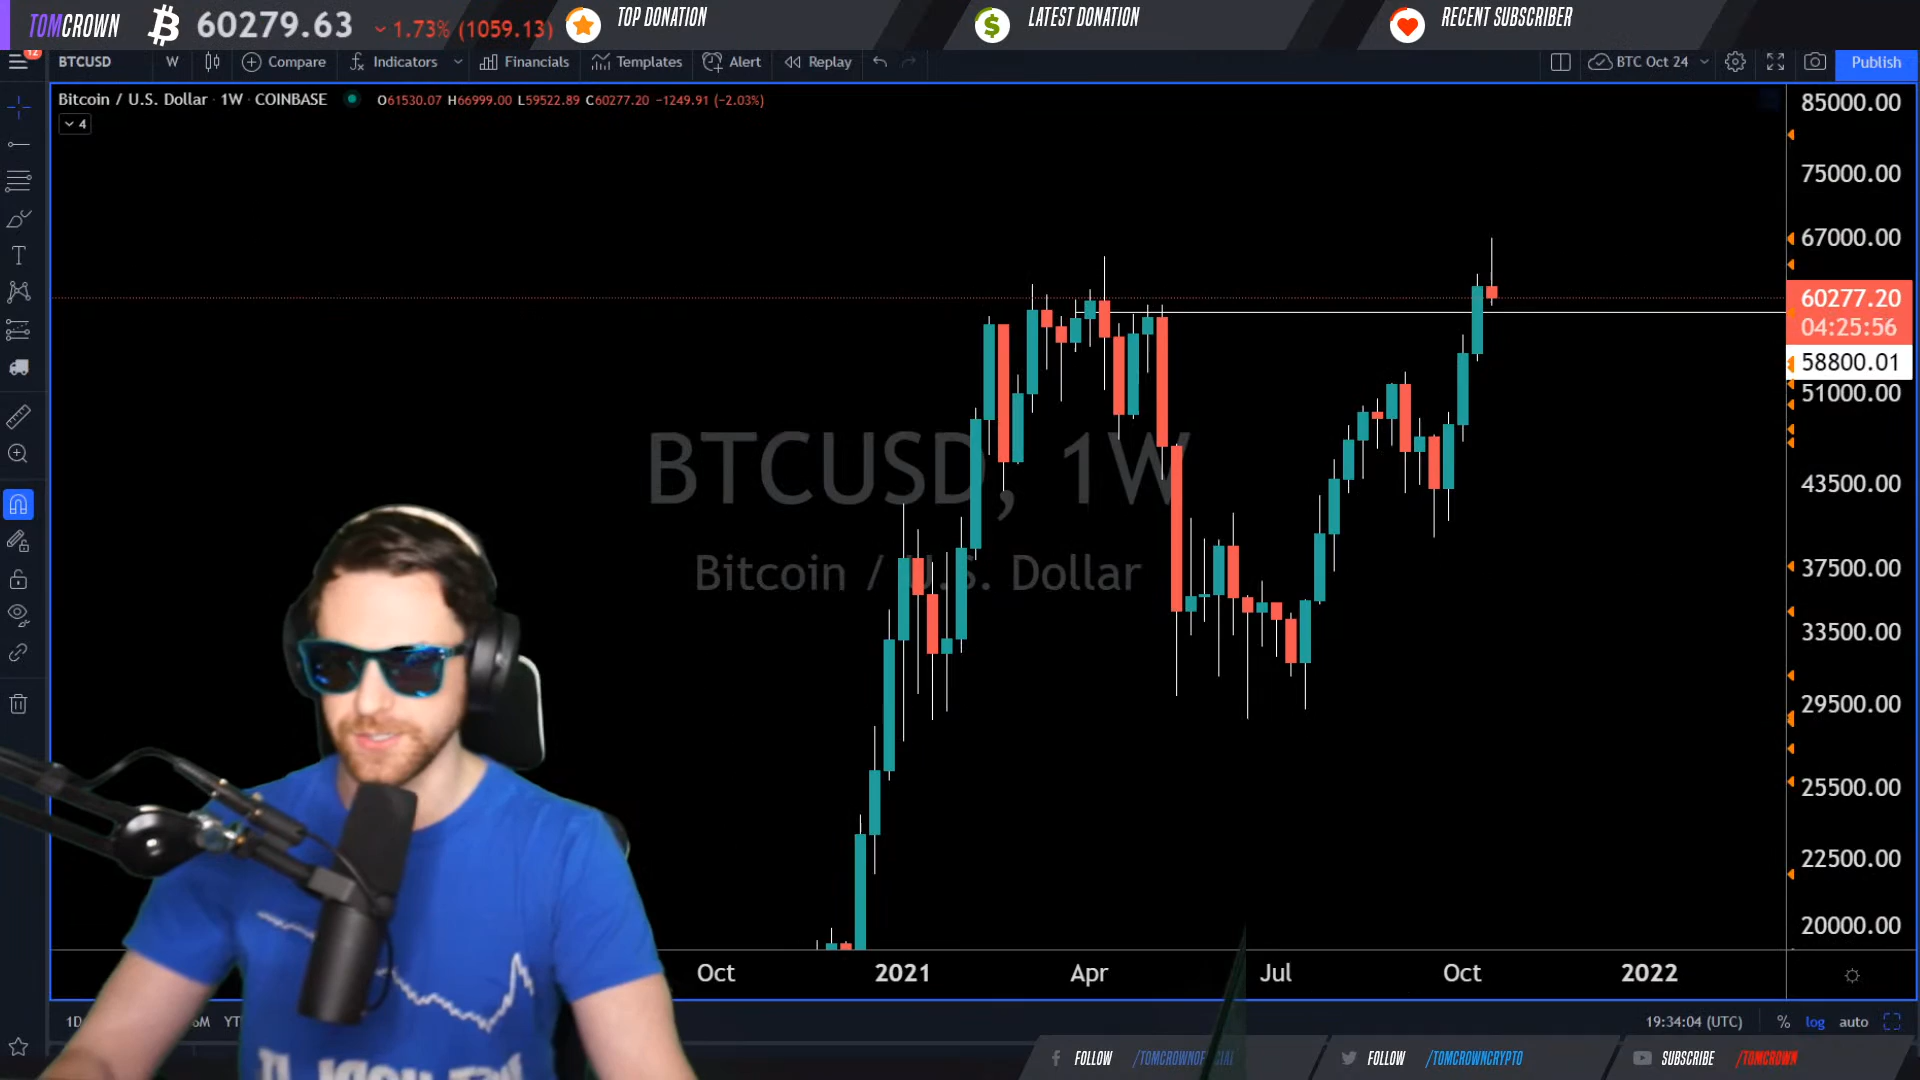 TOMCROWN
60279.63
1.73% (1059.13)
TOP DONATION
LATEST DONATION
RECENT SUBSCRIBER
12
BTCUSD
W
Compare
Indicators
Financials
Templates
Alert
Replay
BTC Oct 24
Publish
Bitcoin / U.S. Dollar · 1W · COINBASE
O61530.07 H66999.00 L59522.89 C60277.20 −1249.91 (−2.03%)
4
85000.00
75000.00
67000.00
60277.20
04:25:56
58800.01
51000.00
43500.00
37500.00
33500.00
29500.00
25500.00
22500.00
20000.00
BTCUSD, 1W
Bitcoin / U.S. Dollar
Oct
2021
Apr
Jul
Oct
2022
1D
YT
19:34:04 (UTC)
%
log
auto
FOLLOW
/TOMCROWNOFFICIAL
FOLLOW
/TOMCROWNCRYPTO
SUBSCRIBE
/TOMCROWN